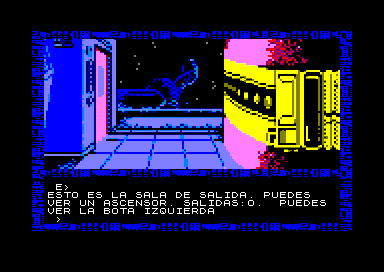 E>
ESTO ES LA SALA DE SALIDA. PUEDES
VER UN ASCENSOR. SALIDAS:O.  PUEDES
VER LA BOTA IZQUIERDA
>